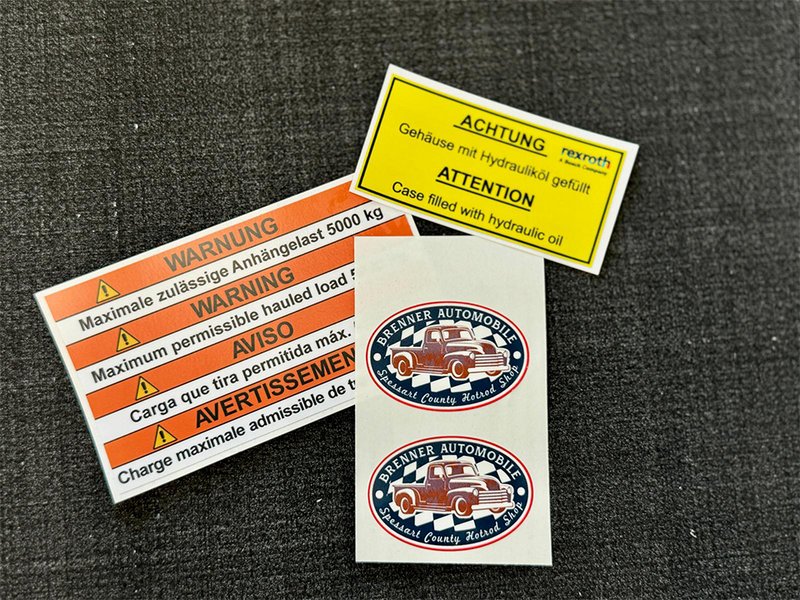 ACHTUNG
Gehäuse mit Hydrauliköl gefüllt
rexroth
A Bosch Company
ATTENTION
Case filled with hydraulic oil
WARNUNG
Maximale zulässige Anhängelast 5000 kg
WARNING
Maximum permissible hauled load 5
AVISO
Carga que tira permitida máx.
AVERTISSEMEN
Charge maximale admissible de
BRENNER AUTOMOBILE
Spessart County Hotrod Shop
BRENNER AUTOMOBILE
Spessart County Hotrod Shop